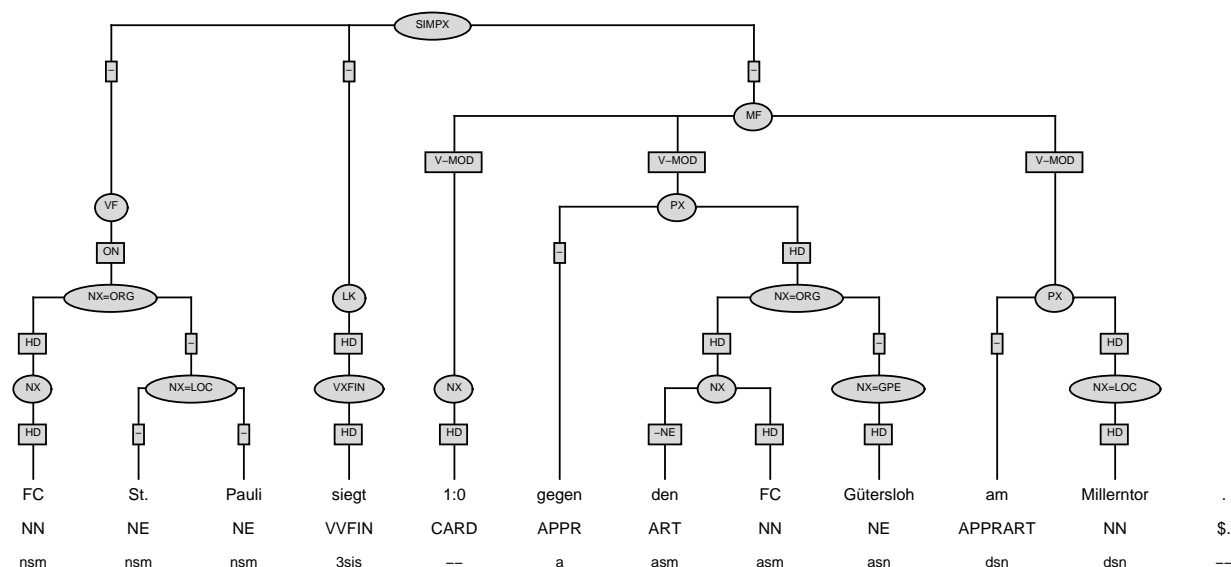 SIMPX
– – –
MF
V–MOD V–MOD V–MOD
VF PX
ON – HD
NX=ORG LK NX=ORG PX
HD – HD HD – – HD
NX NX=LOC VXFIN NX NX NX=GPE NX=LOC
HD – – HD HD –NE HD HD HD
FC St. Pauli siegt 1:0 gegen den FC Gütersloh am Millerntor .
NN NE NE VVFIN CARD APPR ART NN NE APPRART NN $.
nsm nsm nsm 3sis –– a asm asm asn dsn dsn ––